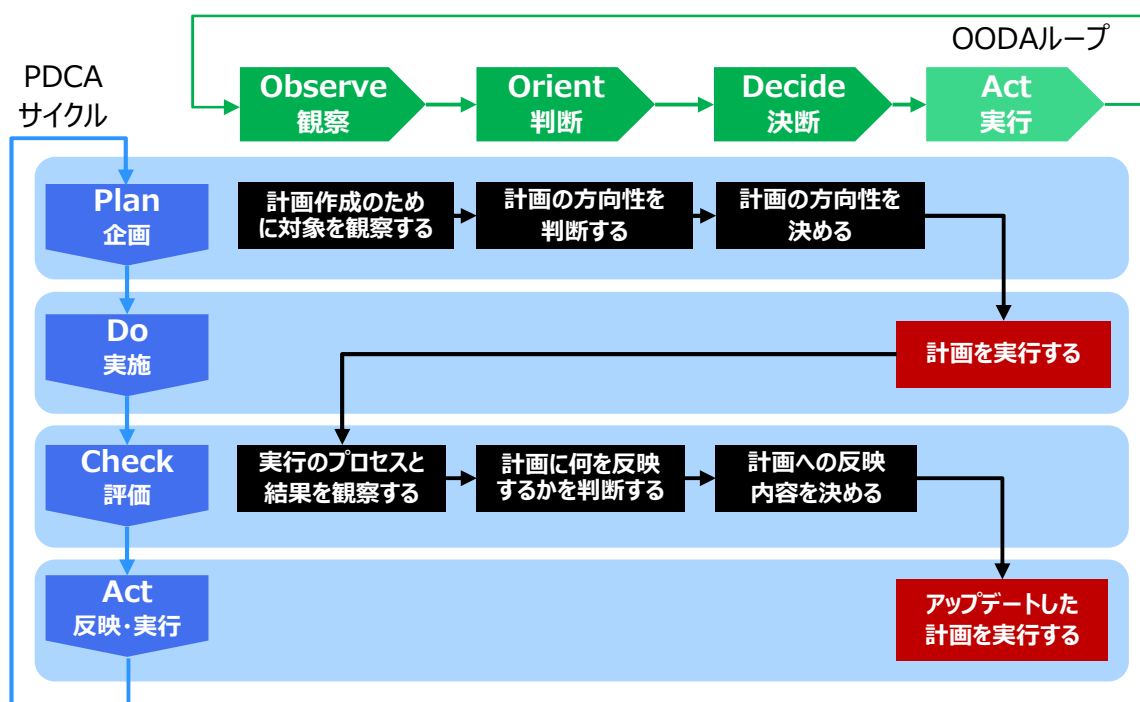 OODAループ
PDCA
サイクル
Observe
観察
Orient
判断
Decide
決断
Act
実行
Plan
企画
計画作成のため
に対象を観察する
計画の方向性を
判断する
計画の方向性を
決める
Do
実施
計画を実行する
Check
評価
実行のプロセスと
結果を観察する
計画に何を反映
するかを判断する
計画への反映
内容を決める
Act
反映・実行
アップデートした
計画を実行する